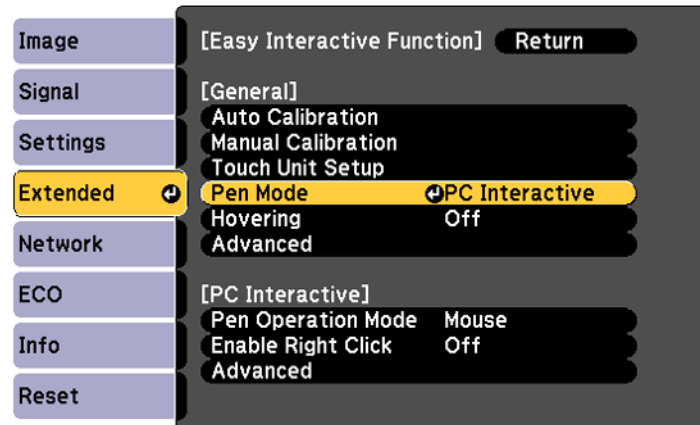 Image
Signal
Settings
Extended
Network
ECO
Info
Reset
[Easy Interactive Function] Return
[General]
Auto Calibration
Manual Calibration
Touch Unit Setup
Pen Mode PC Interactive
Hovering Off
Advanced
[PC Interactive]
Pen Operation Mode Mouse
Enable Right Click Off
Advanced